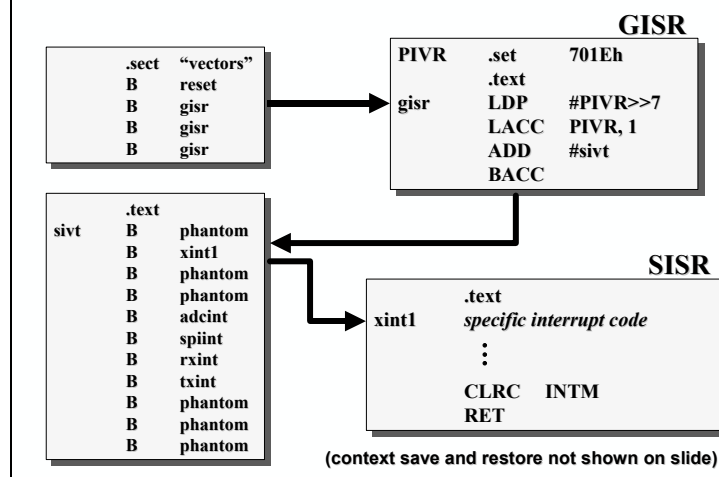 GISR
.sect “vectors”
B reset
B gisr
B gisr
B gisr
PIVR .set 701Eh
.text
gisr LDP #PIVR>>7
LACC PIVR, 1
ADD #sivt
BACC
.text
sivt B phantom
B xint1
B phantom
B phantom
B adcint
B spiint
B rxint
B txint
B phantom
B phantom
B phantom
SISR
.text
xint1 specific interrupt code
CLRC INTM
RET
(context save and restore not shown on slide)